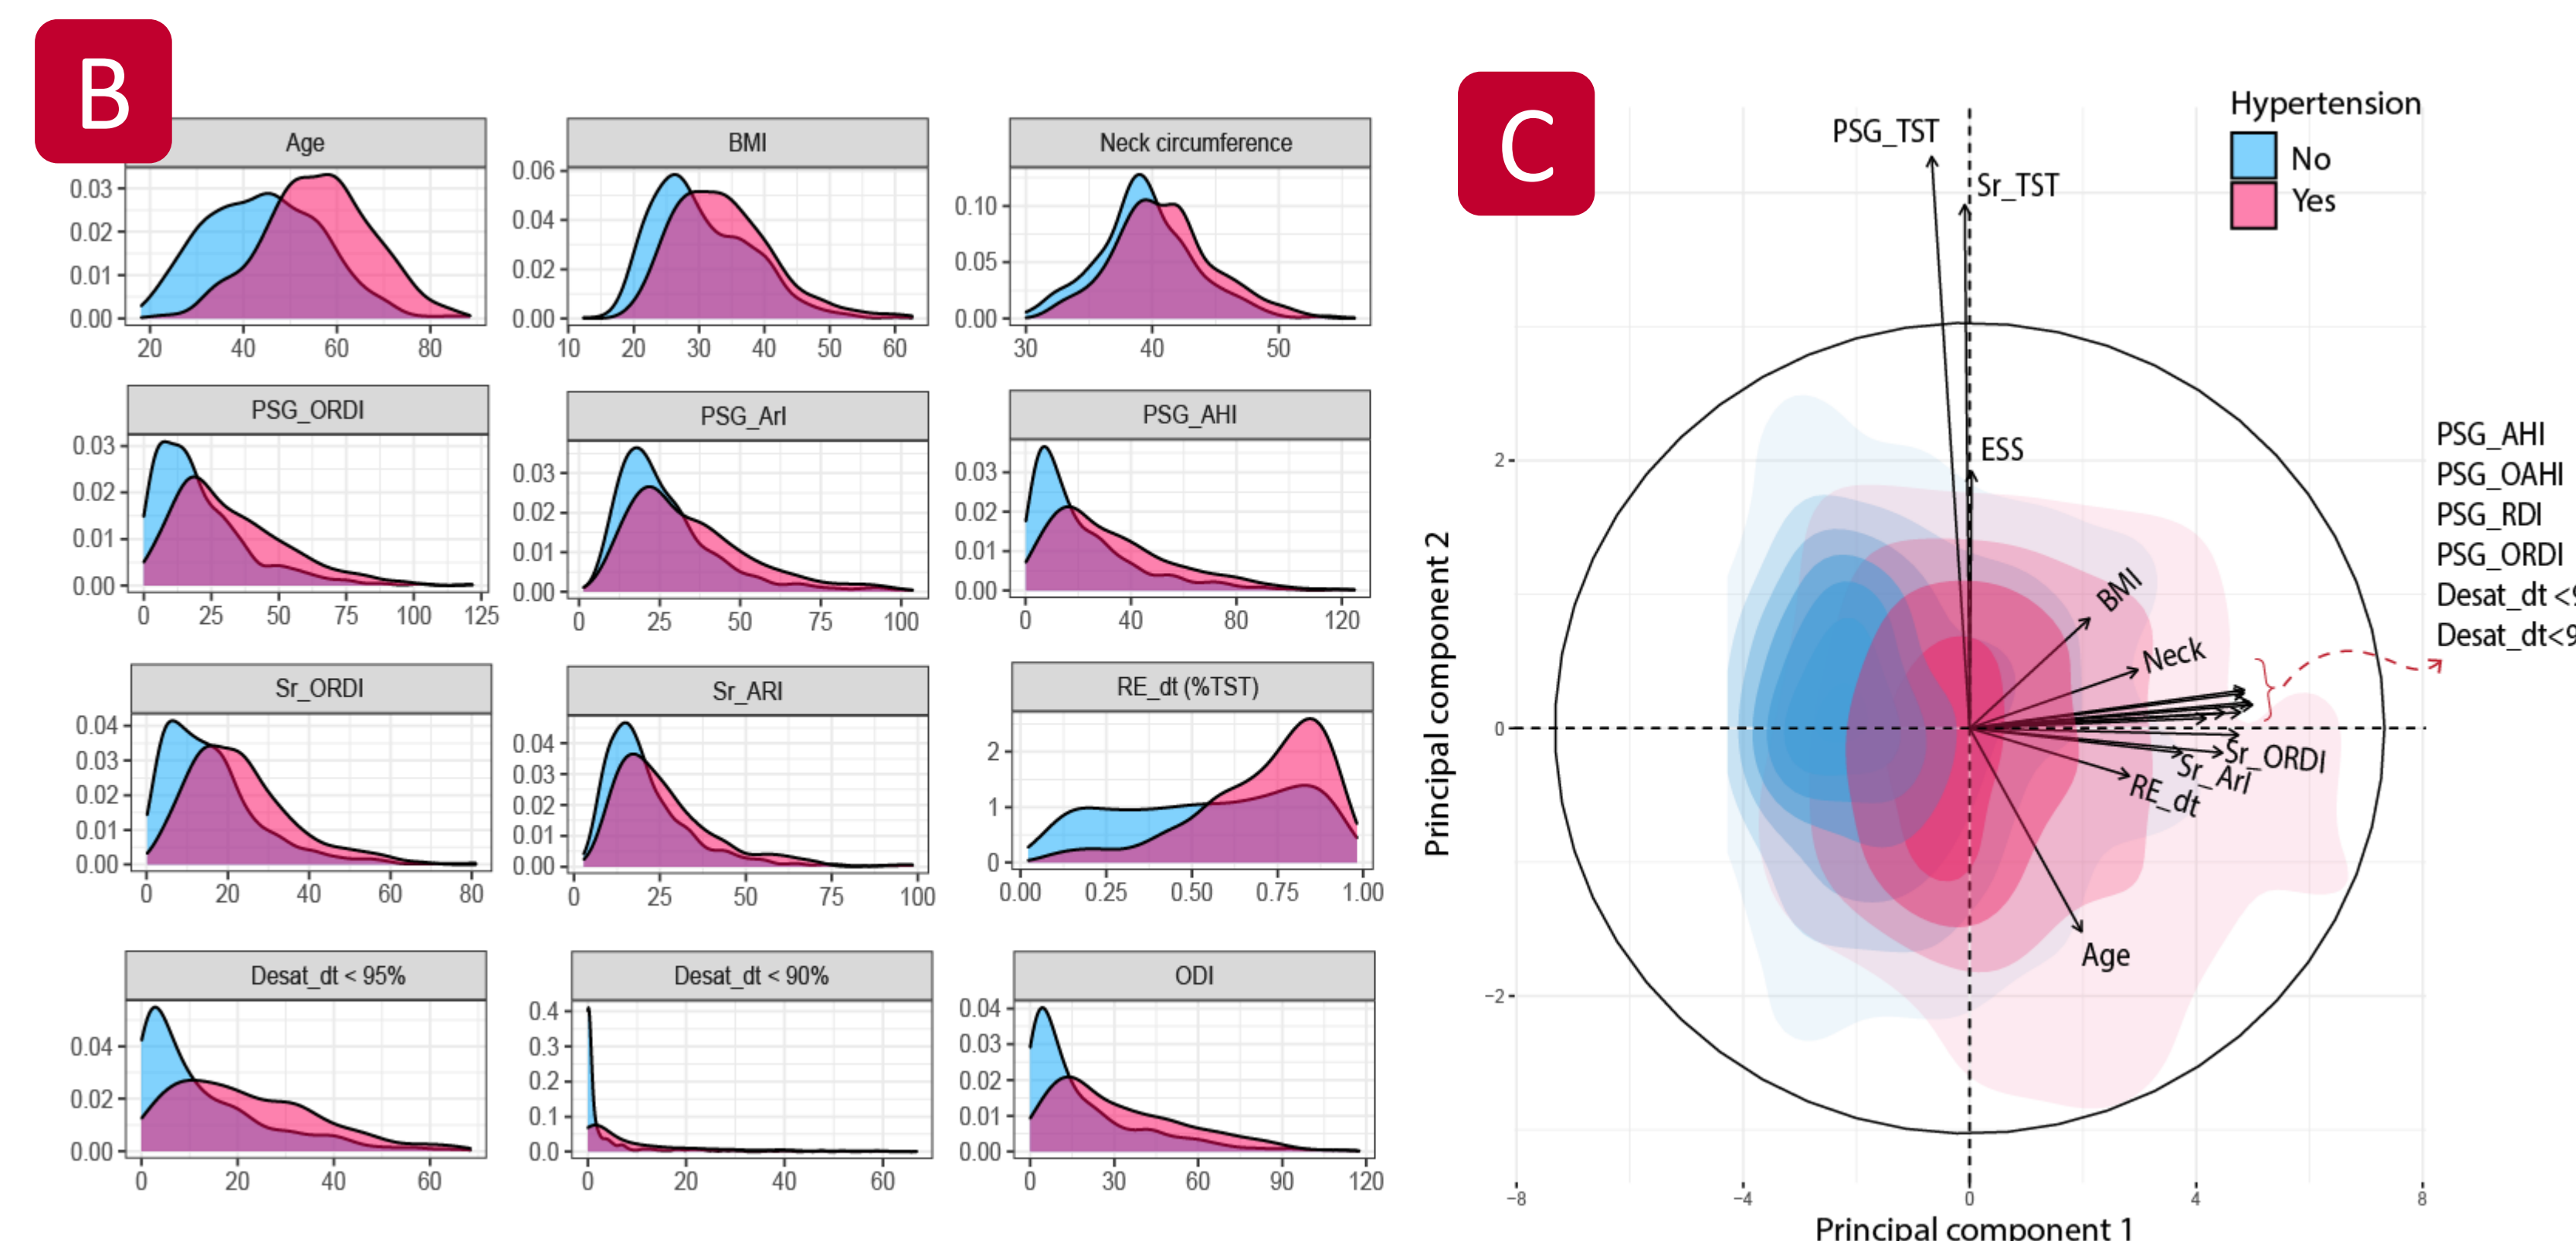 B
Age
0.03
0.02
0.01
0.00
20 40 60 80
BMI
0.06
0.04
0.02
0.00
10 20 30 40 50 60
Neck circumference
0.10
0.05
0.00
30 40 50
PSG_ORDI
0.03
0.02
0.01
0.00
0 25 50 75 100 125
PSG_ArI
0.03
0.02
0.01
0.00
0 25 50 75 100
PSG_AHI
0.03
0.02
0.01
0.00
0 40 80 120
Sr_ORDI
0.04
0.03
0.02
0.01
0.00
0 20 40 60 80
Sr_ARI
0.04
0.03
0.02
0.01
0.00
0 25 50 75 100
RE_dt (%TST)
2
1
0
0.00 0.25 0.50 0.75 1.00
Desat_dt < 95%
0.04
0.02
0.00
0 20 40 60
Desat_dt < 90%
0.4
0.3
0.2
0.1
0.0
0 20 40 60
ODI
0.04
0.03
0.02
0.01
0.00
0 30 60 90 120
C
Hypertension
No
Yes
PSG_TST
Sr_TST
ESS
BMI
Neck
Sr_ORDI
Sr_ArI
RE_dt
Age
PSG_AHI
PSG_OAHI
PSG_RDI
PSG_ORDI
Desat_dt <9
Desat_dt<9
Principal component 2
2
0
−2
−8 −4 0 4 8
Principal component 1